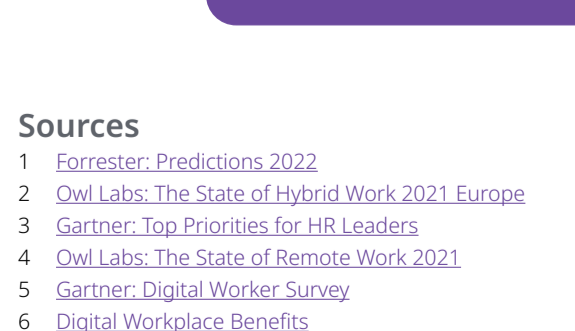 Sources
1 Forrester: Predictions 2022
2 Owl Labs: The State of Hybrid Work 2021 Europe
3 Gartner: Top Priorities for HR Leaders
4 Owl Labs: The State of Remote Work 2021
5 Gartner: Digital Worker Survey
6 Digital Workplace Benefits